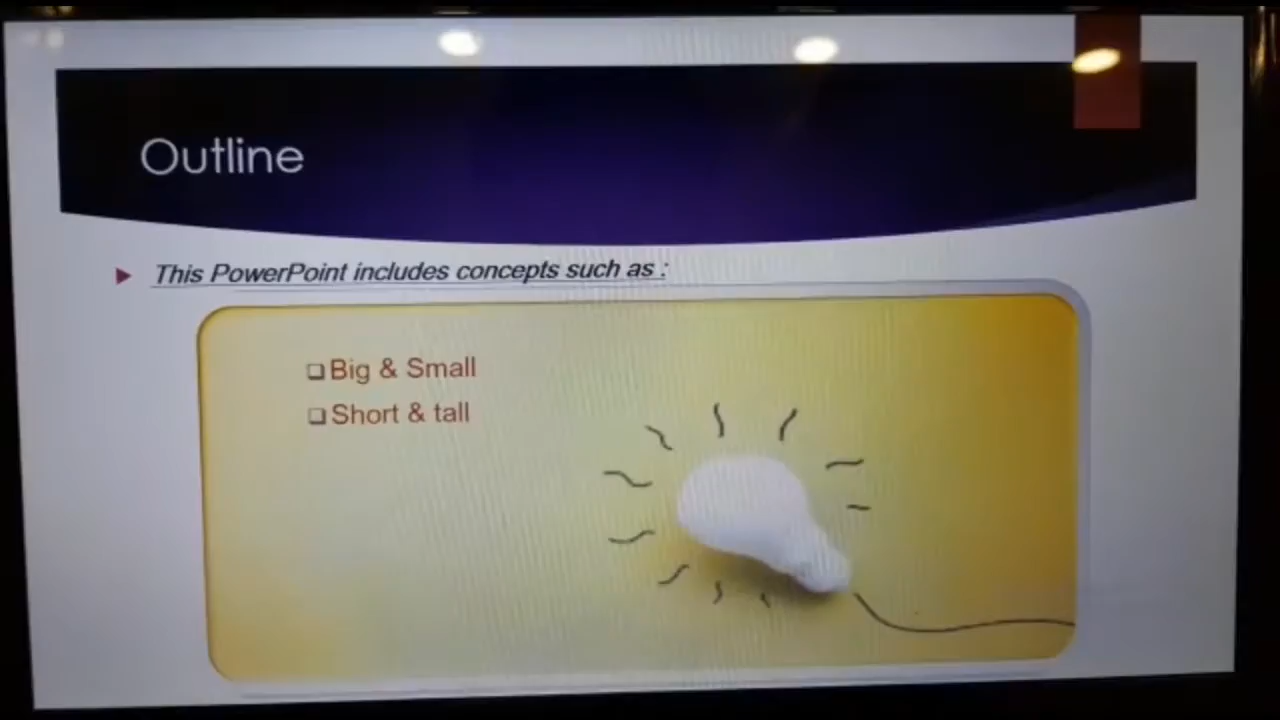 Outline
This PowerPoint includes concepts such as :
Big & Small
Short & tall